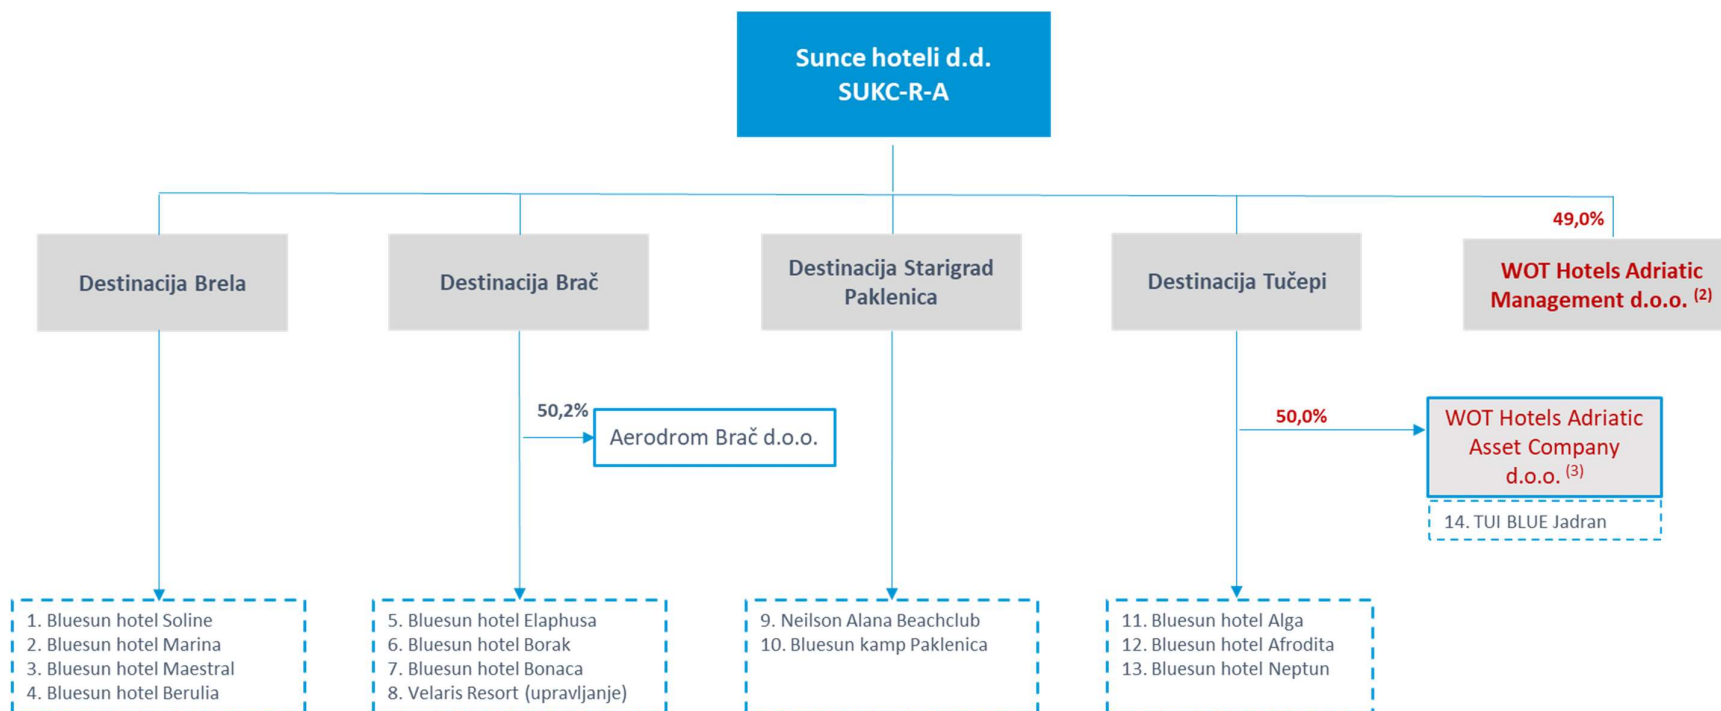 Sunce hoteli d.d.
SUKC-R-A
49,0%
Destinacija Brela
Destinacija Brač
Destinacija Starigrad
Paklenica
Destinacija Tučepi
WOT Hotels Adriatic
Management d.o.o. (2)
50,2%
Aerodrom Brač d.o.o.
50,0%
WOT Hotels Adriatic
Asset Company
d.o.o. (3)
14. TUI BLUE Jadran
1. Bluesun hotel Soline
2. Bluesun hotel Marina
3. Bluesun hotel Maestral
4. Bluesun hotel Berulia
5. Bluesun hotel Elaphusa
6. Bluesun hotel Borak
7. Bluesun hotel Bonaca
8. Velaris Resort (upravljanje)
9. Neilson Alana Beachclub
10. Bluesun kamp Paklenica
11. Bluesun hotel Alga
12. Bluesun hotel Afrodita
13. Bluesun hotel Neptun